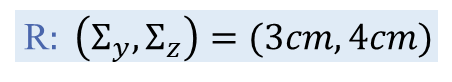 R: (Σ_y, Σ_z) = (3cm, 4cm)